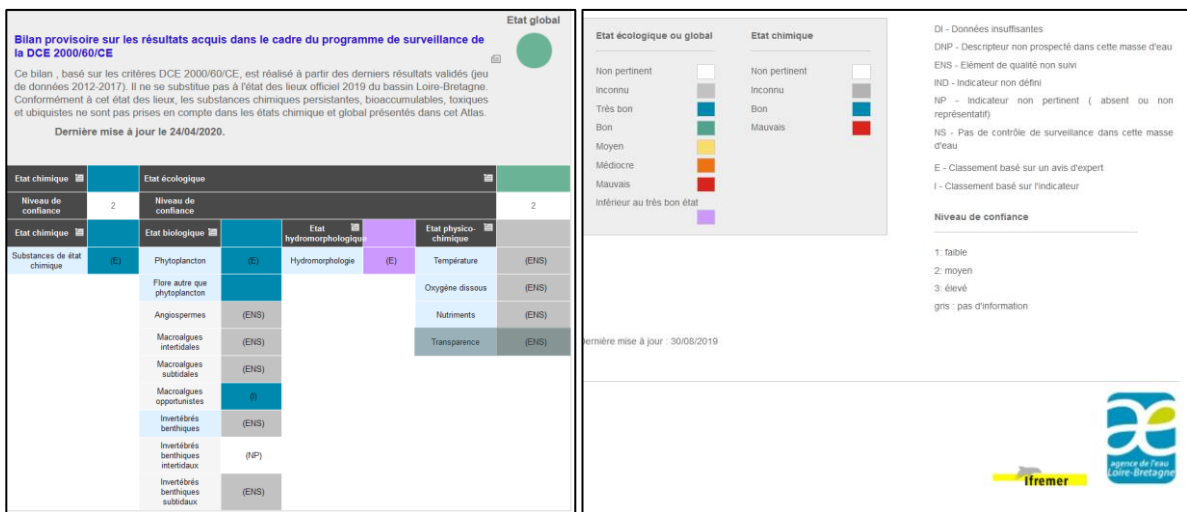 Etat global
Bilan provisoire sur les résultats acquis dans le cadre du programme de surveillance de
la DCE 2000/60/CE
Ce bilan , basé sur les critères DCE 2000/60/CE, est réalisé à partir des derniers résultats validés (jeu
de données 2012-2017). Il ne se substitue pas à l'état des lieux officiel 2019 du bassin Loire-Bretagne.
Conformément à cet état des lieux, les substances chimiques persistantes, bioaccumulables, toxiques
et ubiquistes ne sont pas prises en compte dans les états chimique et global présentés dans cet Atlas.
Dernière mise à jour le 24/04/2020.
Etat chimique
Etat écologique
Niveau de
confiance
2
Niveau de
confiance
2
Etat chimique
Etat biologique
Etat
hydromorphologique
Etat physico-
chimique
Substances de état
chimique
(E)
Phytoplancton
(E)
Hydromorphologie
(E)
Température
(ENS)
Flore autre que
phytoplancton
Oxygène dissous
(ENS)
Angiospermes
(ENS)
Nutriments
(ENS)
Macroalgues
intertidales
(ENS)
Transparence
(ENS)
Macroalgues
subtidales
(ENS)
Macroalgues
opportunistes
(I)
Invertébrés
benthiques
(ENS)
Invertébrés
benthiques
intertidaux
(NP)
Invertébrés
benthiques
subtidaux
(ENS)
Etat écologique ou global
Non pertinent
Inconnu
Très bon
Bon
Moyen
Médiocre
Mauvais
Inférieur au très bon état
Etat chimique
Non pertinent
Inconnu
Bon
Mauvais
DI - Données insuffisantes
DNP - Descripteur non prospecté dans cette masse d'eau
ENS - Elément de qualité non suivi
IND - Indicateur non défini
NP - Indicateur non pertinent ( absent ou non
représentatif)
NS - Pas de contrôle de surveillance dans cette masse
d'eau
E - Classement basé sur un avis d'expert
I - Classement basé sur l'indicateur
Niveau de confiance
1: faible
2: moyen
3: élevé
gris : pas d'information
Dernière mise à jour : 30/08/2019
Ifremer
agence de l'eau
Loire-Bretagne